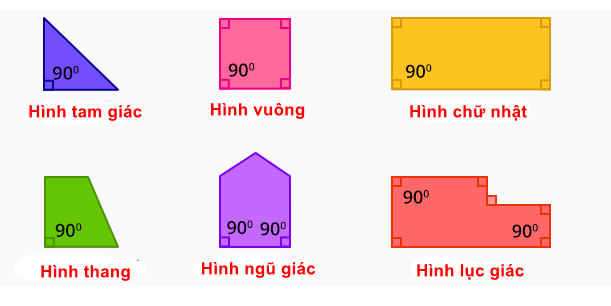 90⁰ 90⁰ 90⁰
Hình tam giác Hình vuông Hình chữ nhật
90⁰ 90⁰ 90⁰ 90⁰ 90⁰
Hình thang Hình ngũ giác Hình lục giác